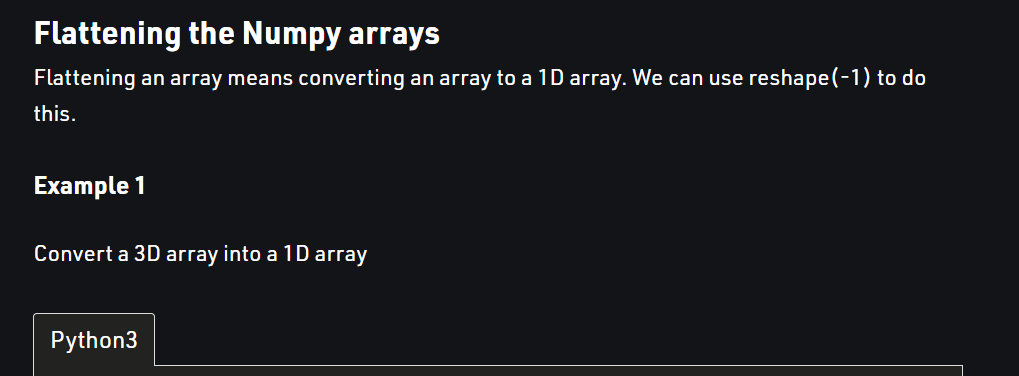 Flattening the Numpy arrays
Flattening an array means converting an array to a 1D array. We can use reshape(-1) to do
this.
Example 1
Convert a 3D array into a 1D array
Python3